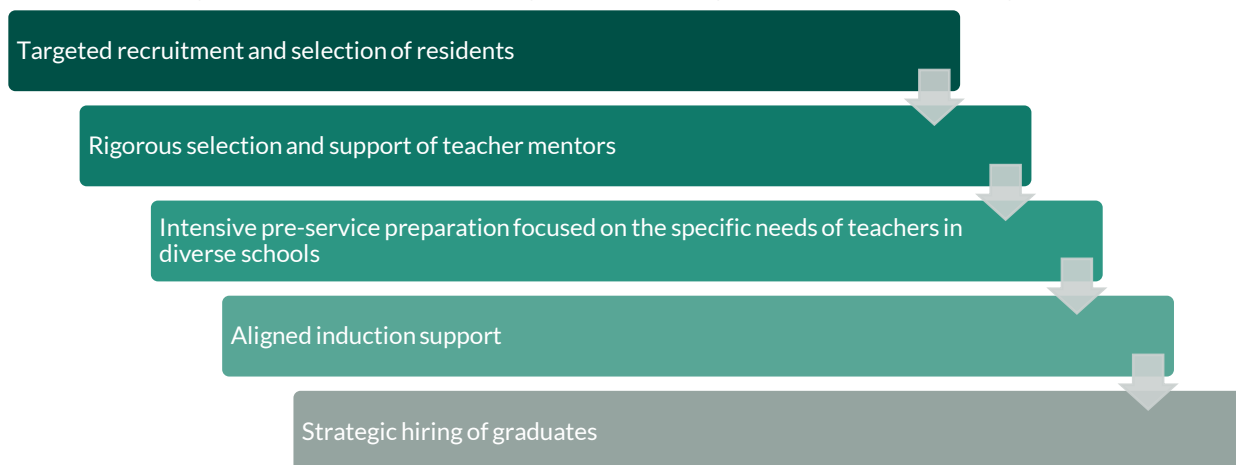 Targeted recruitment and selection of residents
Rigorous selection and support of teacher mentors
Intensive pre-service preparation focused on the specific needs of teachers in
diverse schools
Aligned induction support
Strategic hiring of graduates